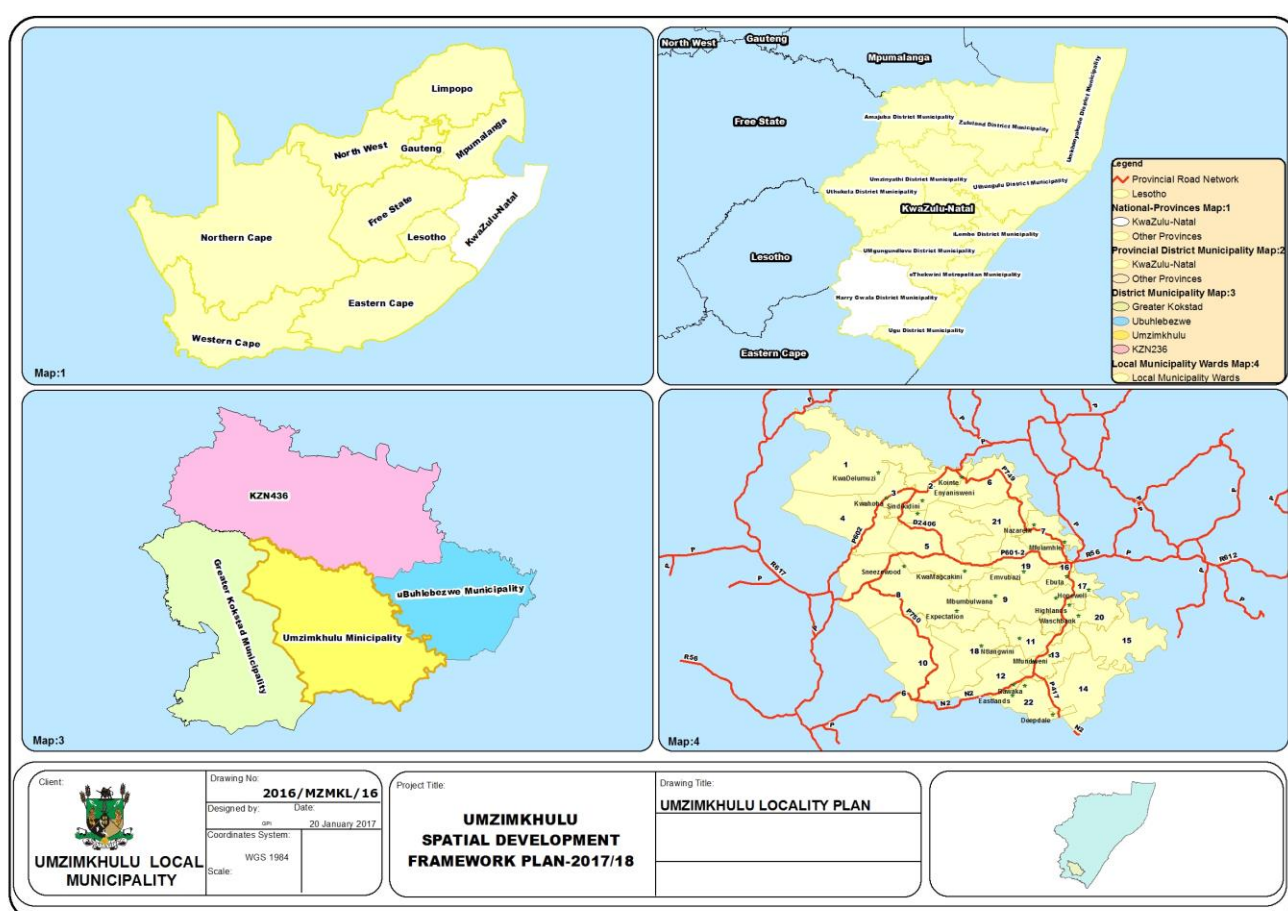 Limpopo
North West
Gauteng
Mpumalanga
Free State
KwaZulu-Natal
Northern Cape
Lesotho
Eastern Cape
Western Cape
Map:1
North West
Gauteng
Mpumalanga
Free State
Amajuba District Municipality
Zululand District Municipality
Umkhanyakude District Municipality
Umzinyathi District Municipality
Uthukela District Municipality
Uthungulu District Municipality
KwaZulu-Natal
iLembe District Municipality
UMgungundlovu District Municipality
Lesotho
eThekwini Metropolitan Municipality
Harry Gwala District Municipality
Ugu District Municipality
Eastern Cape
Legend
Provincial Road Network
Lesotho
National-Provinces Map:1
KwaZulu-Natal
Other Provinces
Provincial District Municipality Map:2
KwaZulu-Natal
Other Provinces
District Municipality Map:3
Greater Kokstad
Ubuhlebezwe
Umzimkhulu
KZN236
Local Municipality Wards Map:4
Local Municipality Wards
KZN436
Greater Kokstad Municipality
uBuhlebezwe Municipality
Umzimkhulu Minicipality
Map:3
1
KwaDelumuzi
Kointe
2
6
P749
Enyanisweni
3
Kwahoha
Sindikidini
4
D2406
21
Nazareth
7
P602
5
P601-2
Mfulamhle
R56
P
R612
R617
P
Sneezewood
KwaMagcakini
Emvubazi
19
16
Ebuta
17
8
Mbumbulwana
9
Hopewell
Highlands
P750
Expectation
Waschbank
20
15
11
18
Ntlangwini
R56
10
Mfundweni
13
12
P417
14
6
N2
N2
Eastlands
22
Deepdale
N2
Map:4
Client:
UMZIMKHULU LOCAL
MUNICIPALITY
Drawing No:
2016/MZMKL/16
Designed by:
Date:
20 January 2017
Coordinates System:
WGS 1984
Scale:
Project Title:
UMZIMKHULU
SPATIAL DEVELOPMENT
FRAMEWORK PLAN-2017/18
Drawing Title:
UMZIMKHULU LOCALITY PLAN